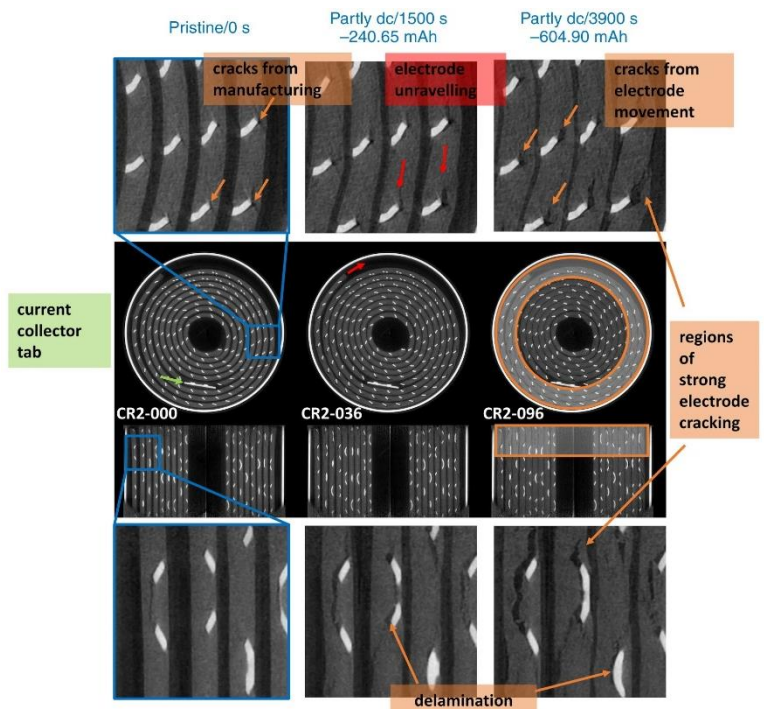 Pristine/0 s
Partly dc/1500 s
–240.65 mAh
Partly dc/3900 s
–604.90 mAh
cracks from
manufacturing
electrode
unravelling
cracks from
electrode
movement
current
collector
tab
regions
of
strong
electrode
cracking
CR2-000
CR2-036
CR2-096
delamination